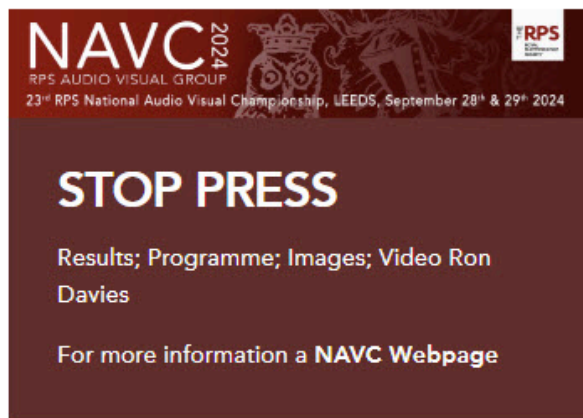 NAVC 2024
RPS AUDIO VISUAL GROUP
THE RPS
23rd RPS National Audio Visual Championship, LEEDS, September 28th & 29th 2024
STOP PRESS
Results; Programme; Images; Video Ron
Davies
For more information a NAVC Webpage